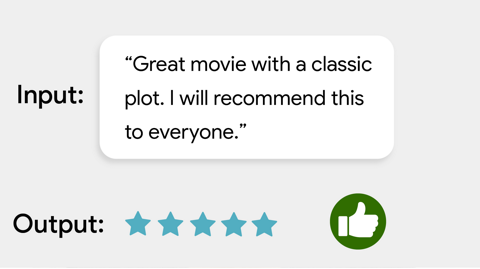 Input:
“Great movie with a classic
plot. I will recommend this
to everyone.”
Output: